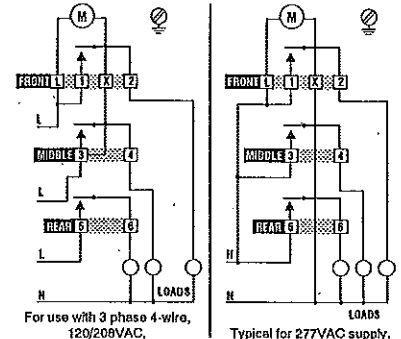 M
FRONT L 1 X 2
L
MIDDLE 3 4
L
REAR 5 6
L
N
LOADS
For use with 3 phase 4-wire,
120/208VAC,
M
FRONT L 1 X 2
MIDDLE 3 4
REAR 5 6
H
N
LOADS
Typical for 277VAC supply.